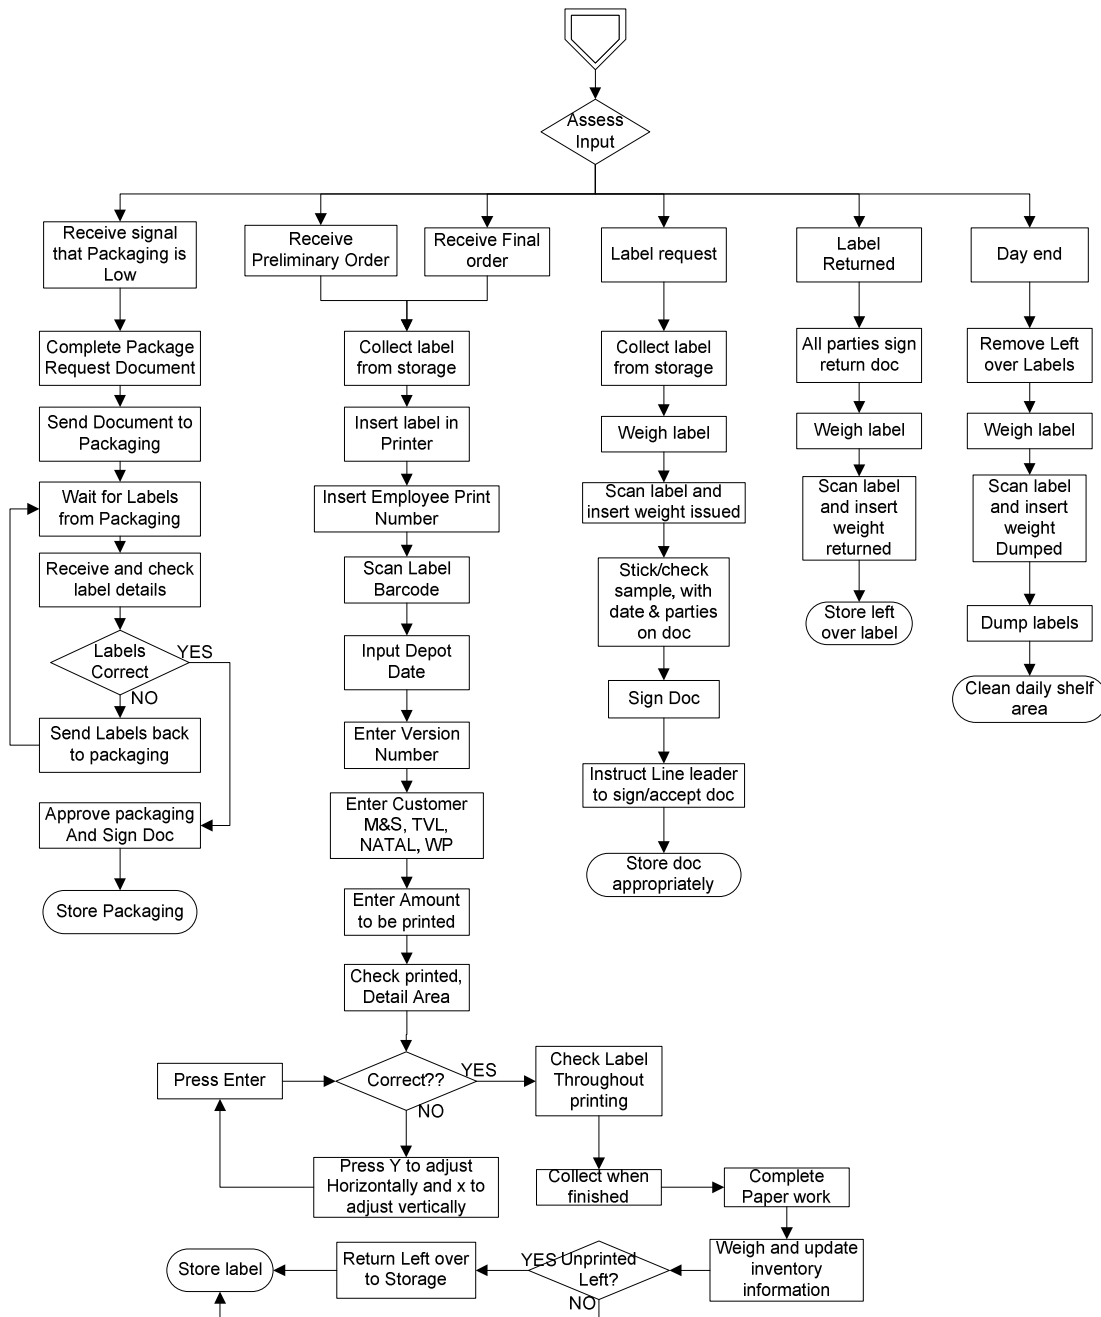 Assess
Input
Receive signal
that Packaging is
Low
Receive
Preliminary Order
Receive Final
order
Label request
Label
Returned
Day end
Complete Package
Request Document
Collect label
from storage
Collect label
from storage
All parties sign
return doc
Remove Left
over Labels
Send Document to
Packaging
Insert label in
Printer
Weigh label
Weigh label
Weigh label
Wait for Labels
from Packaging
Insert Employee Print
Number
Scan label and
insert weight issued
Scan label
and insert
weight
returned
Scan label
and insert
weight
Dumped
Receive and check
label details
Scan Label
Barcode
Stick/check
sample, with
date & parties
on doc
Store left
over label
Dump labels
Labels
Correct
YES
NO
Input Depot
Date
Sign Doc
Clean daily shelf
area
Send Labels back
to packaging
Enter Version
Number
Instruct Line leader
to sign/accept doc
Approve packaging
And Sign Doc
Enter Customer
M&S, TVL,
NATAL, WP
Store doc
appropriately
Store Packaging
Enter Amount
to be printed
Check printed,
Detail Area
Press Enter
Correct??
YES
NO
Check Label
Throughout
printing
Press Y to adjust
Horizontally and x to
adjust vertically
Collect when
finished
Complete
Paper work
Weigh and update
inventory
information
Unprinted
Left?
YES
NO
Return Left over
to Storage
Store label